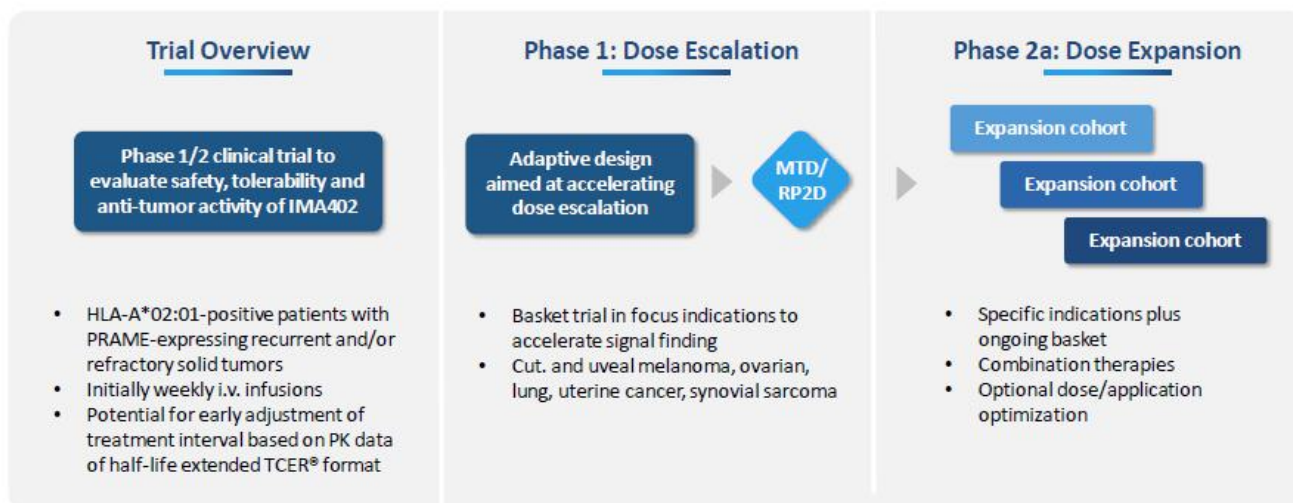 Trial Overview
Phase 1/2 clinical trial to
evaluate safety, tolerability and
anti-tumor activity of IMA402
• HLA-A*02:01-positive patients with
PRAME-expressing recurrent and/or
refractory solid tumors
• Initially weekly i.v. infusions
• Potential for early adjustment of
treatment interval based on PK data
of half-life extended TCER® format
Phase 1: Dose Escalation
Adaptive design
aimed at accelerating
dose escalation
MTD/
RP2D
• Basket trial in focus indications to
accelerate signal finding
• Cut. and uveal melanoma, ovarian,
lung, uterine cancer, synovial sarcoma
Phase 2a: Dose Expansion
Expansion cohort
Expansion cohort
Expansion cohort
• Specific indications plus
ongoing basket
• Combination therapies
• Optional dose/application
optimization